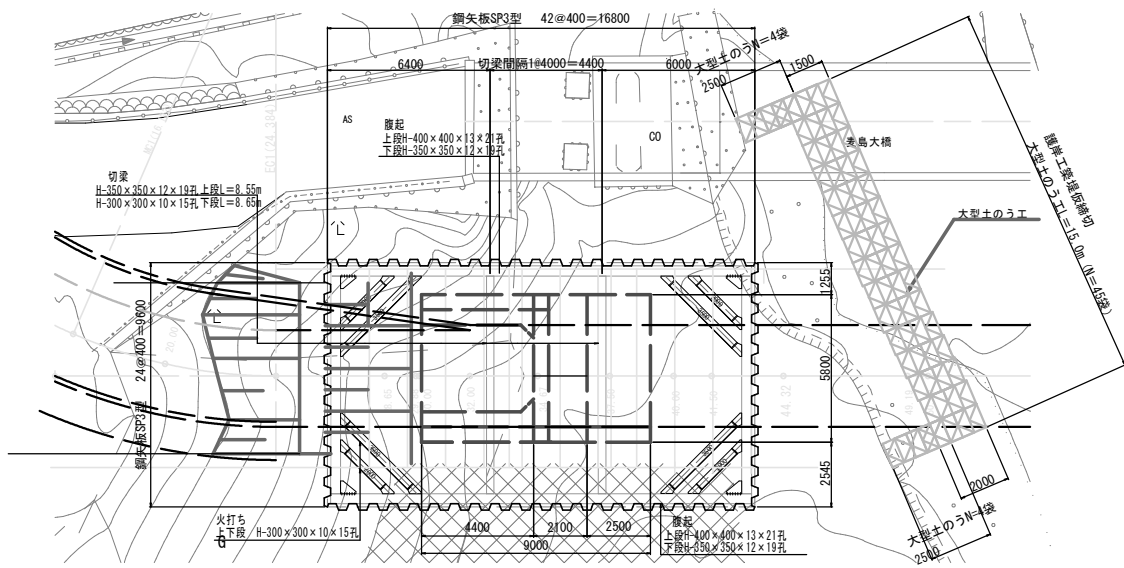 鋼矢板SP3型 42@400=16800
6400
切梁間隔1@4000=4400
6000
大型土のうN=4袋
2500
1500
AS
腹起
上段H-400×400×13×21孔
下段H-350×350×12×19孔
CO
麦島大橋
護岸工築堤仮締切
大型土のう工L=15.0m (N=45袋)
切梁
H-350×350×12×19孔 上段L=8.55m
H-300×300×10×15孔 下段L=8.65m
大型土のう工
24@400=9600
鋼矢板SP3型
1255
5800
2545
44.32
火打ち
上下段 H-300×300×10×15孔
4400
2100
2500
9000
腹起
上段H-400×400×13×21孔
下段H-350×350×12×19孔
2000
大型土のうN=4袋
2500